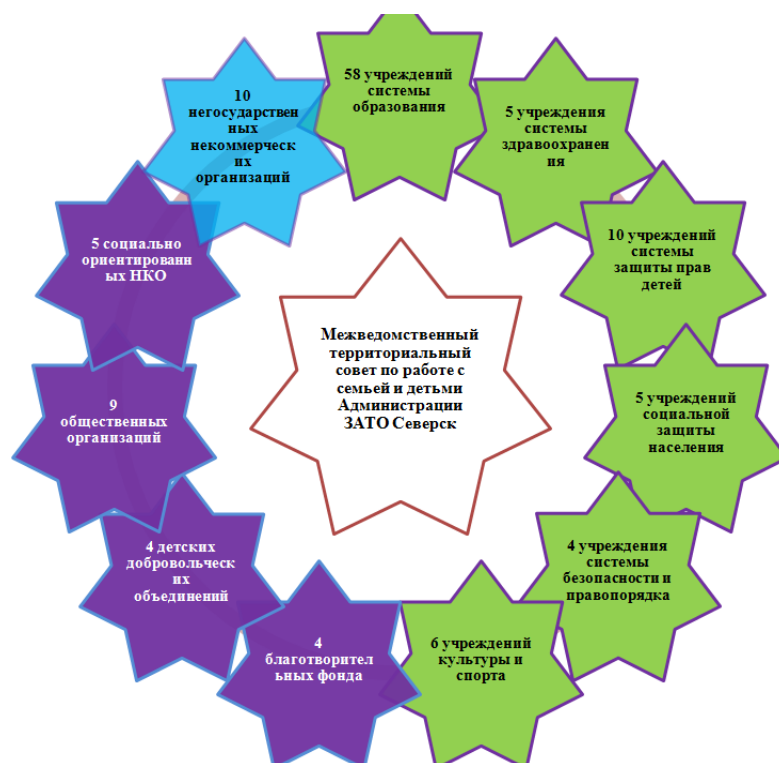 58 учреждений
системы
образования
5 учреждения
системы
здравоохранен
ия
10 учреждений
системы
защиты прав
детей
5 учреждений
социальной
защиты
населения
4 учреждения
системы
безопасности и
правопорядка
6 учреждений
культуры и
спорта
4
благотворител
ьных фонда
4 детских
добровольческ
их
объединений
9
общественных
организаций
5 социально
ориентированн
ых НКО
10
негосударствен
ных
некоммерческ
их
организаций
Межведомственный
территориальный
совет по работе с
семьей и детьми
Администрации
ЗАТО Северск